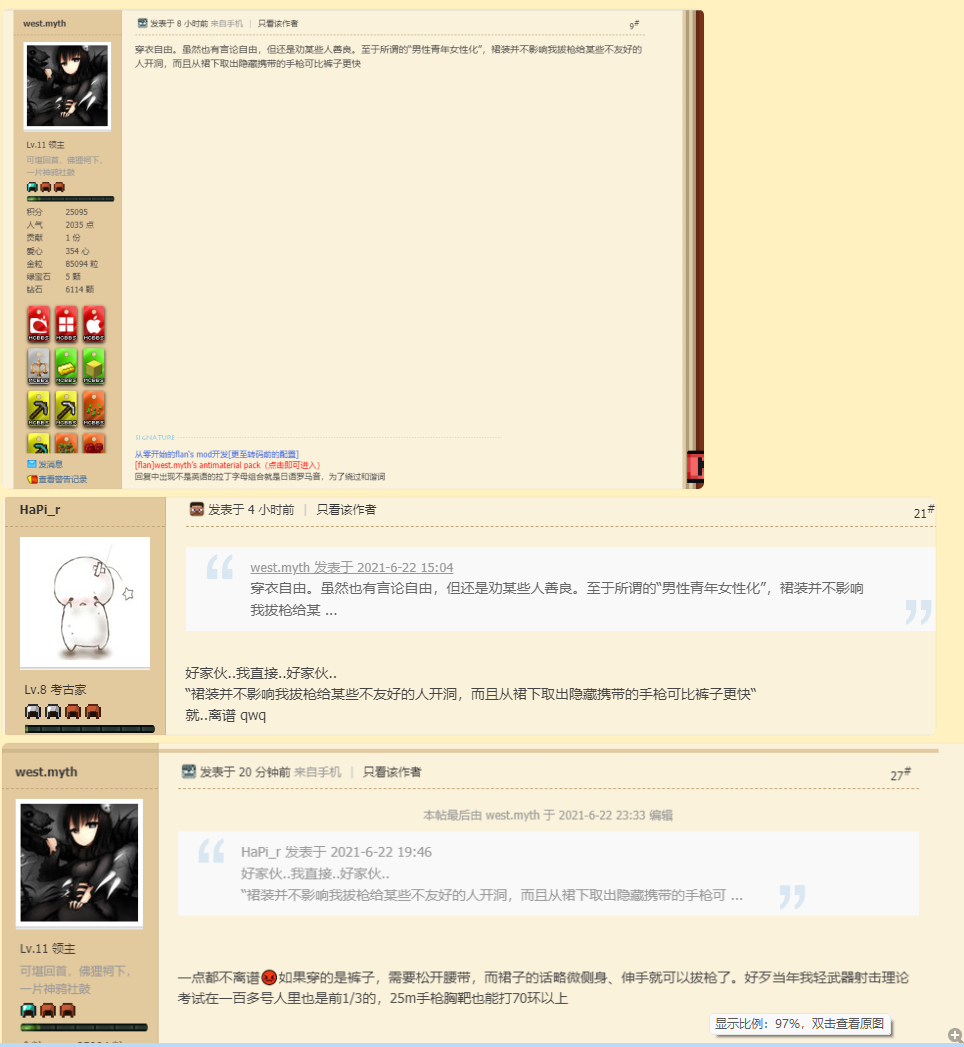 west.myth
发表于 8 小时前 来自手机 | 只看该作者
9#
穿衣自由。虽然也有言论自由，但还是劝某些人善良。至于所谓的“男性青年女性化”，裙装并不影响我拔枪给某些不友好的
人开洞，而且从裙下取出隐藏携带的手枪可比裤子更快
Lv.11 领主
可堪回首，佛狸祠下，
一片神鸦社鼓
积分 25095
人气 2035 点
贡献 1 份
爱心 354 心
金粒 85094 粒
绿宝石 5 颗
钻石 6114 颗
MCBBS MCBBS MCBBS
MCBBS MCBBS MCBBS
MCBBS MCBBS MCBBS
SIGNATURE
从零开始的flan's mod开发[更至转码前的配置]
[flan]west.myth's antimaterial pack（点击即可进入）
回复中出现不是英语的拉丁字母组合就是日语罗马音，为了绕过和谐词
发消息
查看警告记录
HaPi_r
发表于 4 小时前 | 只看该作者
21#
west.myth 发表于 2021-6-22 15:04
穿衣自由。虽然也有言论自由，但还是劝某些人善良。至于所谓的“男性青年女性化”，裙装并不影响
我拔枪给某 ...
好家伙..我直接..好家伙..
“裙装并不影响我拔枪给某些不友好的人开洞，而且从裙下取出隐藏携带的手枪可比裤子更快“
就..离谱 qwq
Lv.8 考古家
west.myth
发表于 20 分钟前 来自手机 | 只看该作者
27#
本帖最后由 west.myth 于 2021-6-22 23:33 编辑
HaPi_r 发表于 2021-6-22 19:46
好家伙..我直接..好家伙..
“裙装并不影响我拔枪给某些不友好的人开洞，而且从裙下取出隐藏携带的手枪可 ...
一点都不离谱😡如果穿的是裤子，需要松开腰带，而裙子的话略微侧身、伸手就可以拔枪了。好歹当年我轻武器射击理论
考试在一百多号人里也是前1/3的，25m手枪胸靶也能打70环以上
Lv.11 领主
可堪回首，佛狸祠下，
一片神鸦社鼓
显示比例：97%，双击查看原图